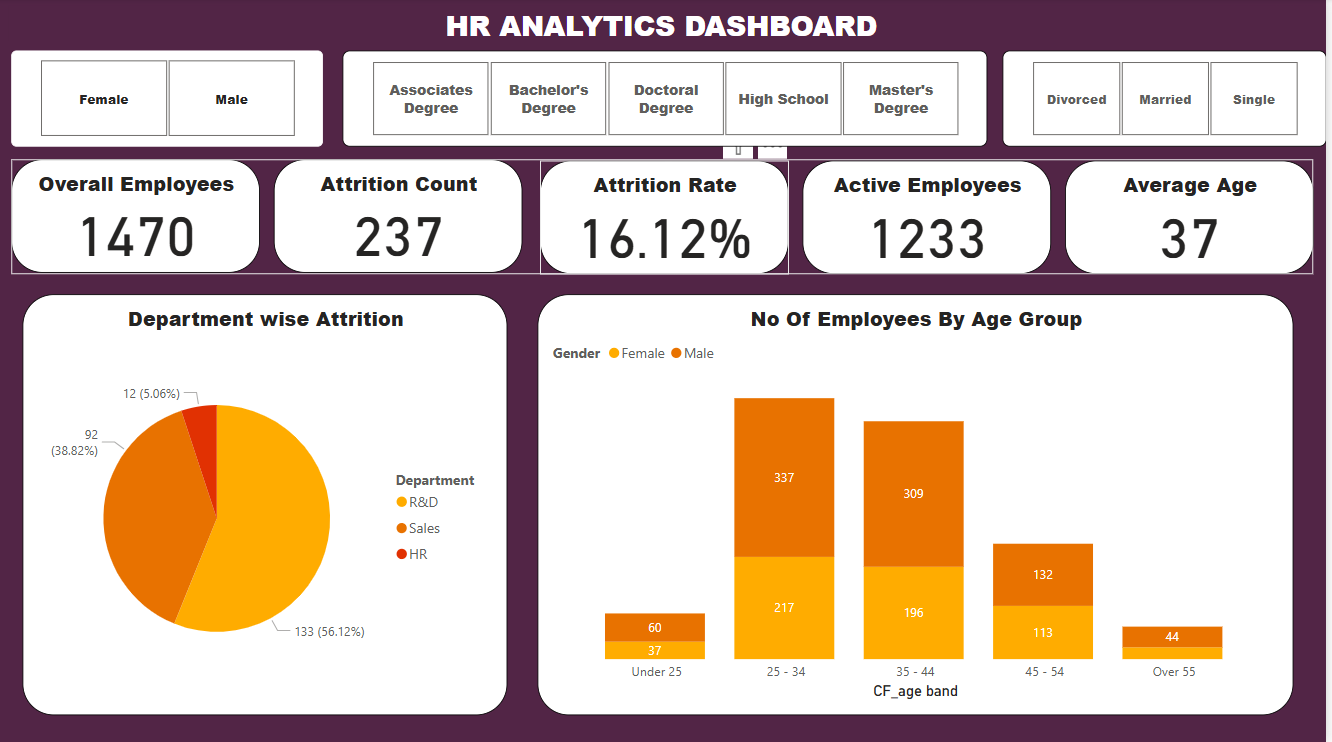 HR ANALYTICS DASHBOARD
Female
Male
Associates
Degree
Bachelor's
Degree
Doctoral
Degree
High School
Master's
Degree
Divorced
Married
Single
Overall Employees
1470
Attrition Count
237
Attrition Rate
16.12%
Active Employees
1233
Average Age
37
Department wise Attrition
12 (5.06%)
92
(38.82%)
133 (56.12%)
Department
R&D
Sales
HR
No Of Employees By Age Group
Gender Female Male
337
217
309
196
132
113
60
37
44
Under 25
25 - 34
35 - 44
45 - 54
Over 55
CF_age band